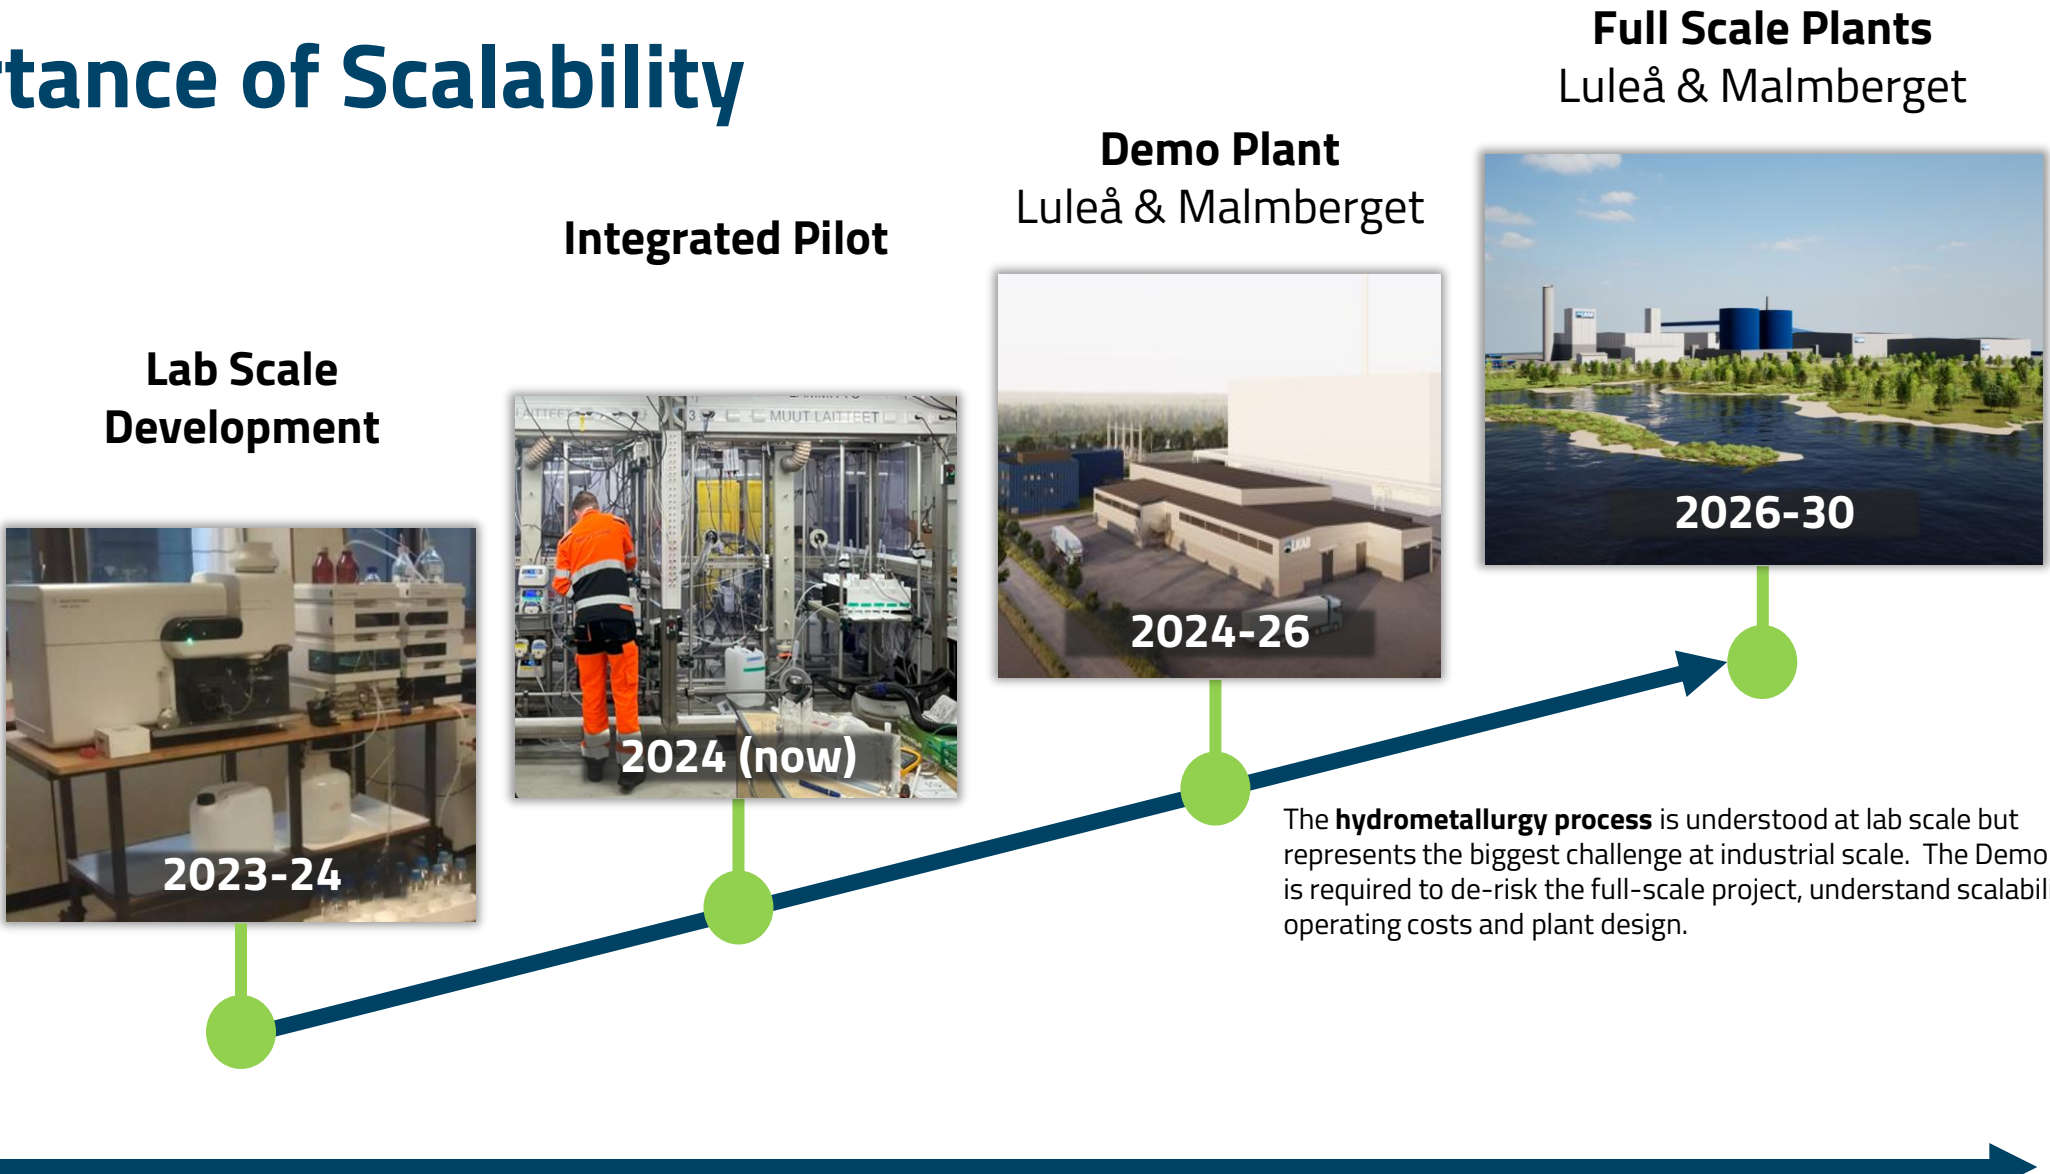 tance of Scalability
Full Scale Plants
Luleå & Malmberget
Demo Plant
Luleå & Malmberget
Integrated Pilot
Lab Scale
Development
MUUT LAITTEET
LKAB
2026-30
2024-26
2024 (now)
2023-24
The hydrometallurgy process is understood at lab scale but
represents the biggest challenge at industrial scale. The Demo
is required to de-risk the full-scale project, understand scalabili
operating costs and plant design.